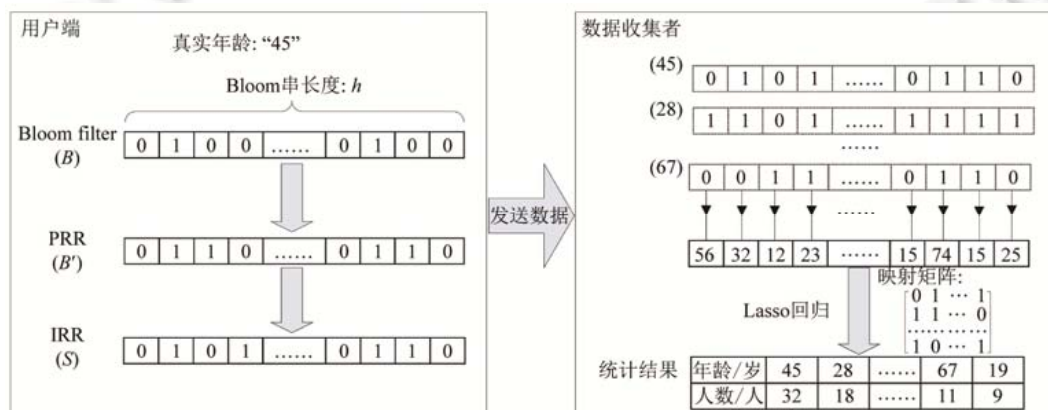 用户端
真实年龄: “45”
Bloom串长度: h
Bloom filter
(B)
0 1 0 0 …… 0 1 0 0
PRR
(B′)
0 1 1 0 …… 0 1 1 0
IRR
(S)
0 1 0 1 …… 0 1 1 0
发送数据
数据收集者
(45) 0 1 0 1 …… 0 1 1 0
(28) 1 1 0 1 …… 1 1 1 1
……
(67) 0 0 1 1 …… 0 1 1 0
……
56 32 12 23 …… 15 74 15 25
映射矩阵:
Lasso回归
0 1 … 1
1 1 … 0
…………
1 0 … 1
统计结果
年龄/岁 45 28 …… 67 19
人数/人 32 18 …… 11 9